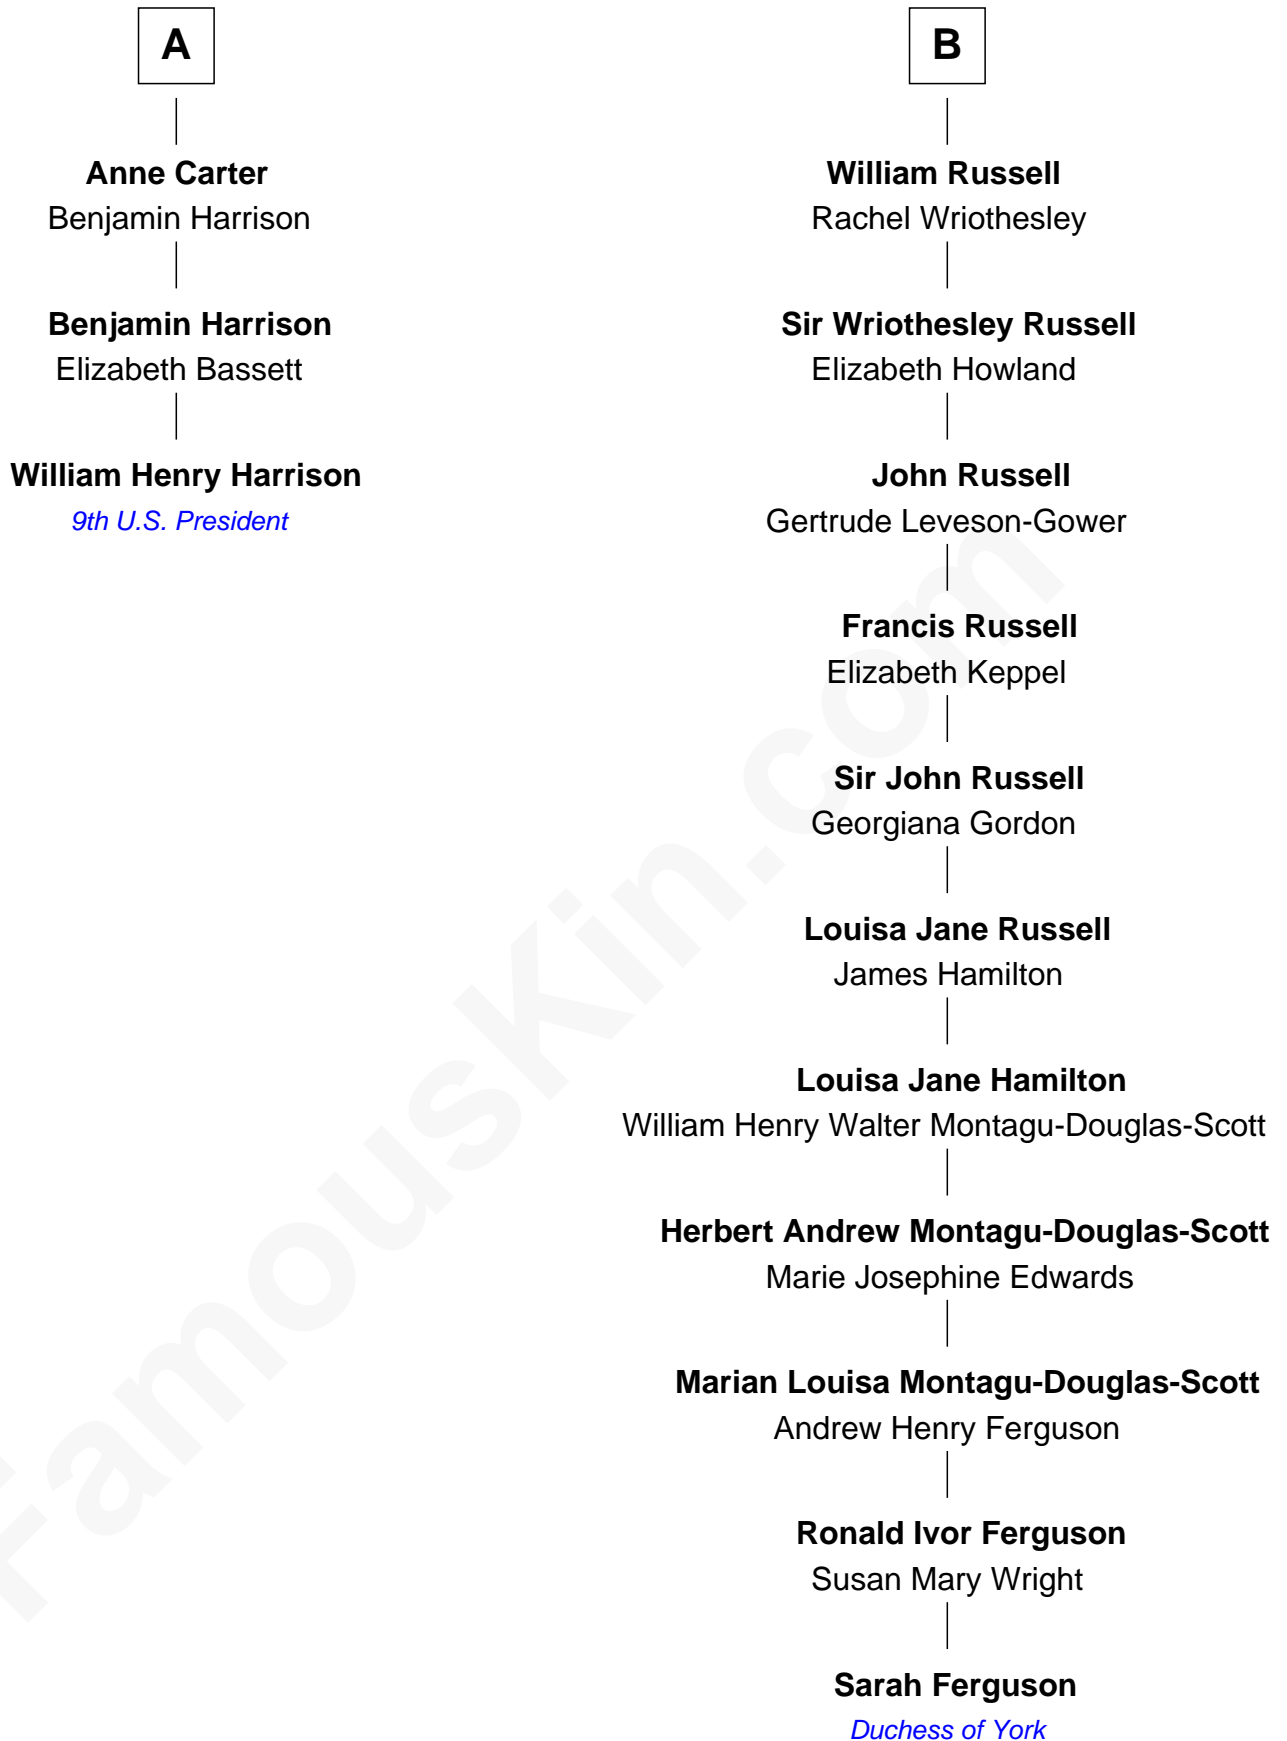 A
Anne Carter
Benjamin Harrison
Benjamin Harrison
Elizabeth Bassett
William Henry Harrison
9th U.S. President
B
William Russell
Rachel Wriothesley
Sir Wriothesley Russell
Elizabeth Howland
John Russell
Gertrude Leveson-Gower
Francis Russell
Elizabeth Keppel
Sir John Russell
Georgiana Gordon
Louisa Jane Russell
James Hamilton
Louisa Jane Hamilton
William Henry Walter Montagu-Douglas-Scott
Herbert Andrew Montagu-Douglas-Scott
Marie Josephine Edwards
Marian Louisa Montagu-Douglas-Scott
Andrew Henry Ferguson
Ronald Ivor Ferguson
Susan Mary Wright
Sarah Ferguson
Duchess of York
FamousKin.com